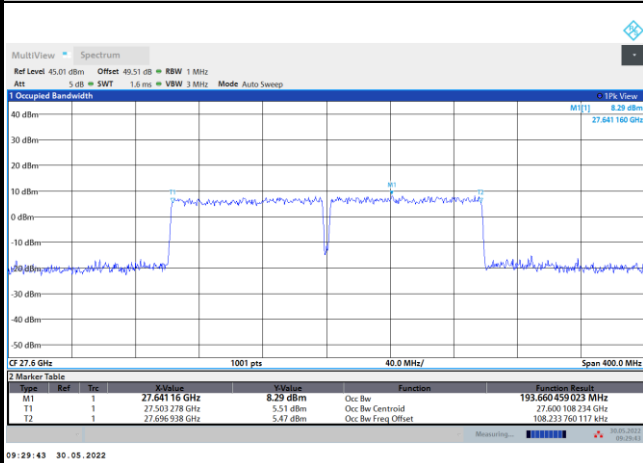 MultiView Spectrum
Ref Level 45.01 dBm Offset 49.51 dB RBW 1 MHz
Att 5 dB SWT 1.6 ms VBW 3 MHz Mode Auto Sweep
1 Occupied Bandwidth 1Pk View
M1[1] 8.29 dBm
27.641 160 GHz
40 dBm
30 dBm
20 dBm
M1
T1 T2
10 dBm
0 dBm
-10 dBm
-20 dBm
-30 dBm
-40 dBm
-50 dBm
CF 27.6 GHz 1001 pts 40.0 MHz/ Span 400.0 MHz
2 Marker Table
Type Ref Trc X-Value Y-Value Function Function Result
M1 1 27.641 16 GHz 8.29 dBm Occ Bw 193.660 459 023 MHz
T1 1 27.503 278 GHz 5.51 dBm Occ Bw Centroid 27.600 108 234 GHz
T2 1 27.696 938 GHz 5.47 dBm Occ Bw Freq Offset 108.233 760 117 kHz
Measuring... 30.05.2022
09:29:43
09:29:43 30.05.2022